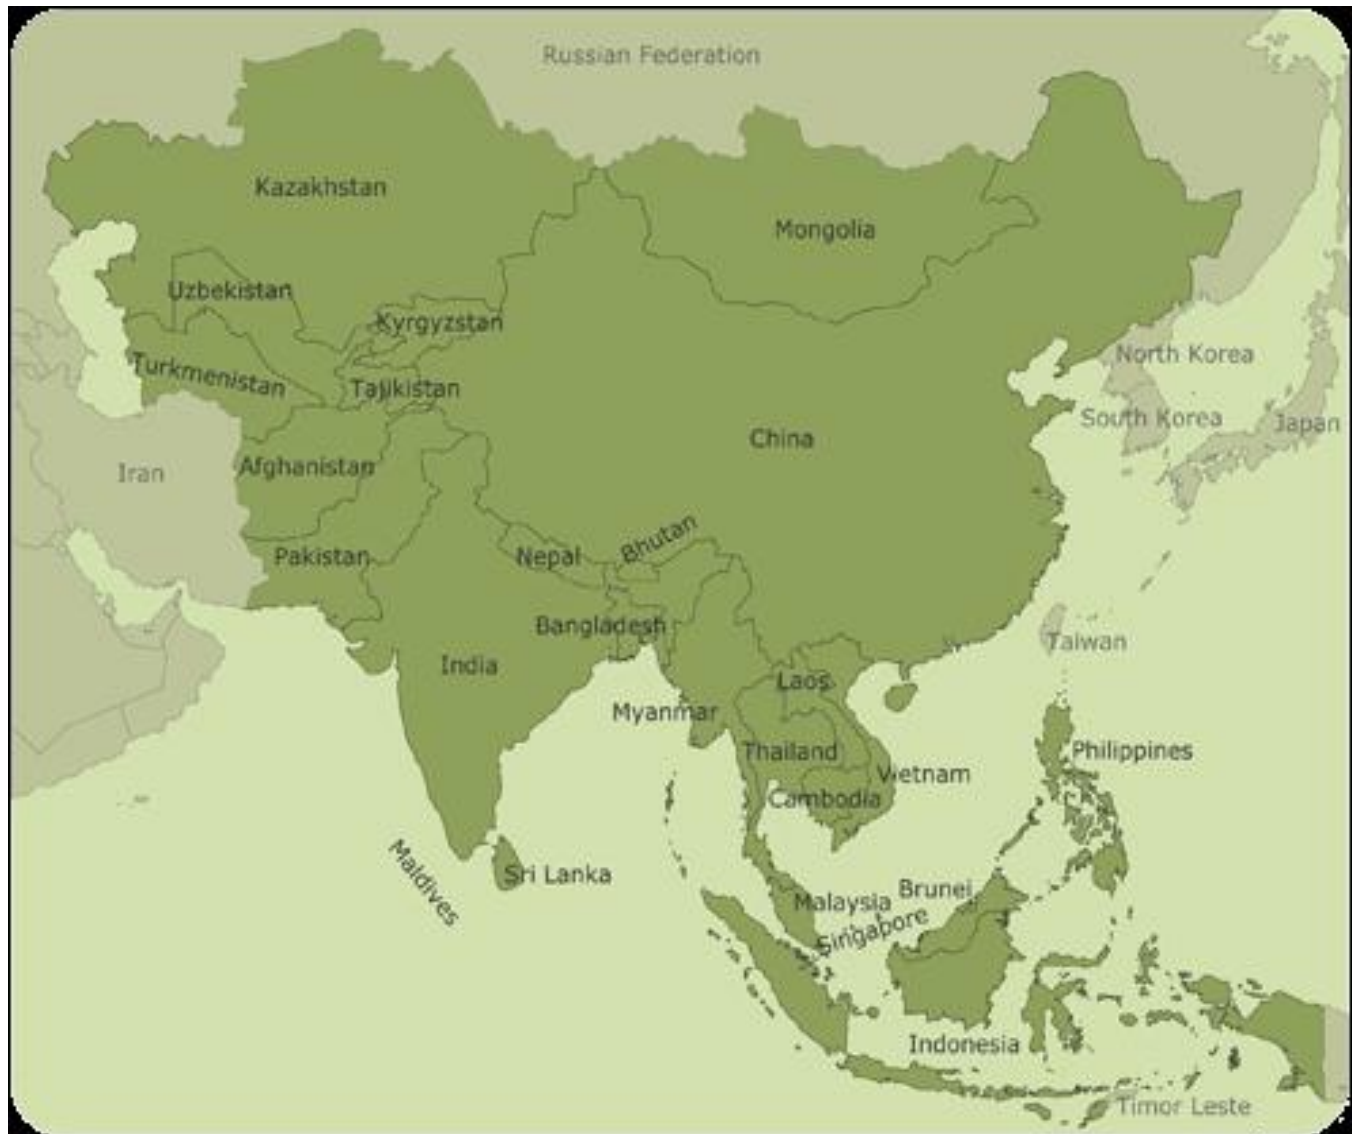 Russian Federation
Kazakhstan
Mongolia
Uzbekistan
Kyrgyzstan
North Korea
Turkmenistan
Tajikistan
South Korea
Japan
China
Iran
Afghanistan
Pakistan
Nepal
Bhutan
Bangladesh
Taiwan
India
Laos
Myanmar
Thailand
Philippines
Vietnam
Cambodia
Maldives
Sri Lanka
Malaysia
Brunei
Singapore
Indonesia
Timor Leste